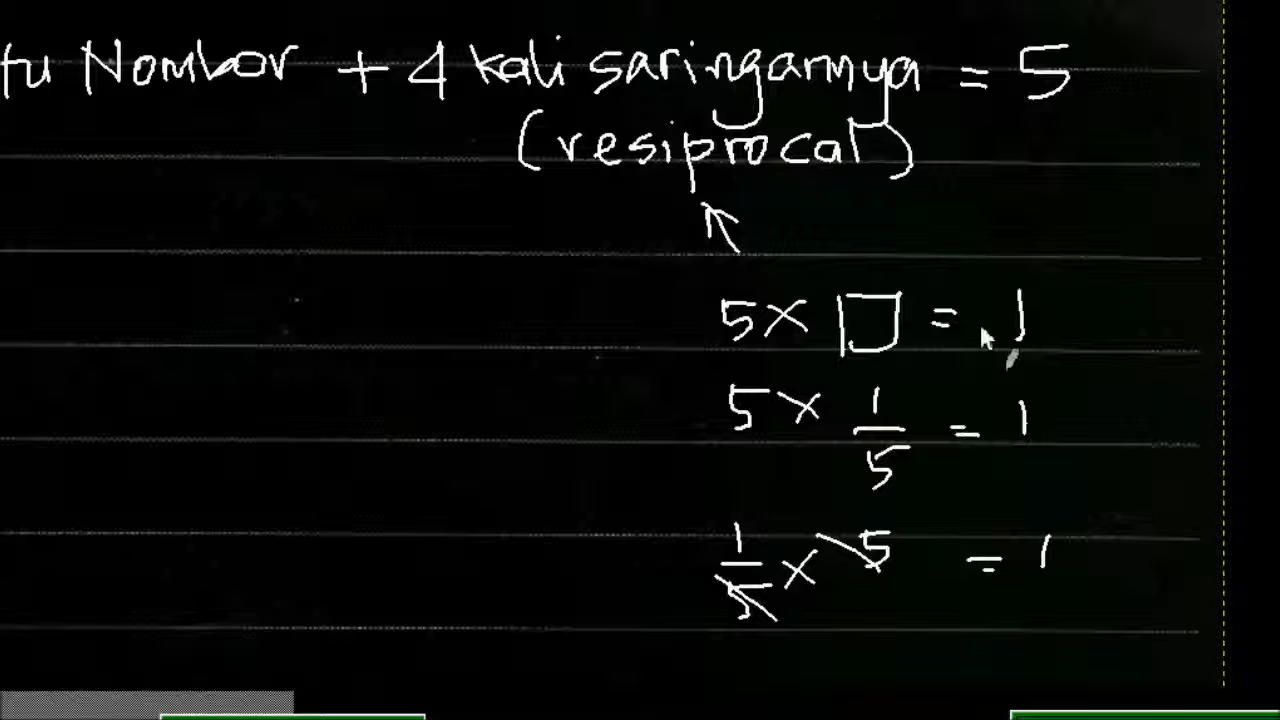 tu Nombor + 4 kali saringannya = 5
(resiprocal)
5 × □ = 1
5 × 1/5 = 1
1/5 × 5 = 1